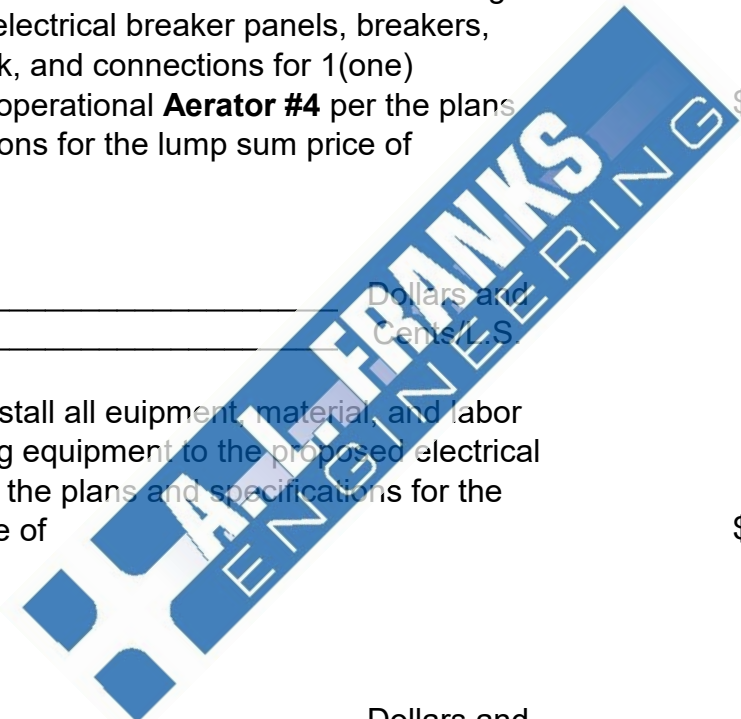 electrical breaker panels, breakers,
k, and connections for 1(one)
operational Aerator #4 per the plans
ons for the lump sum price of
$
Dollars and
Cents/L.S.
stall all euipment, material, and labor
g equipment to the proposed electrical
the plans and specifications for the
e of
$
Dollars and
A.L. FRANKS
ENGINEERING